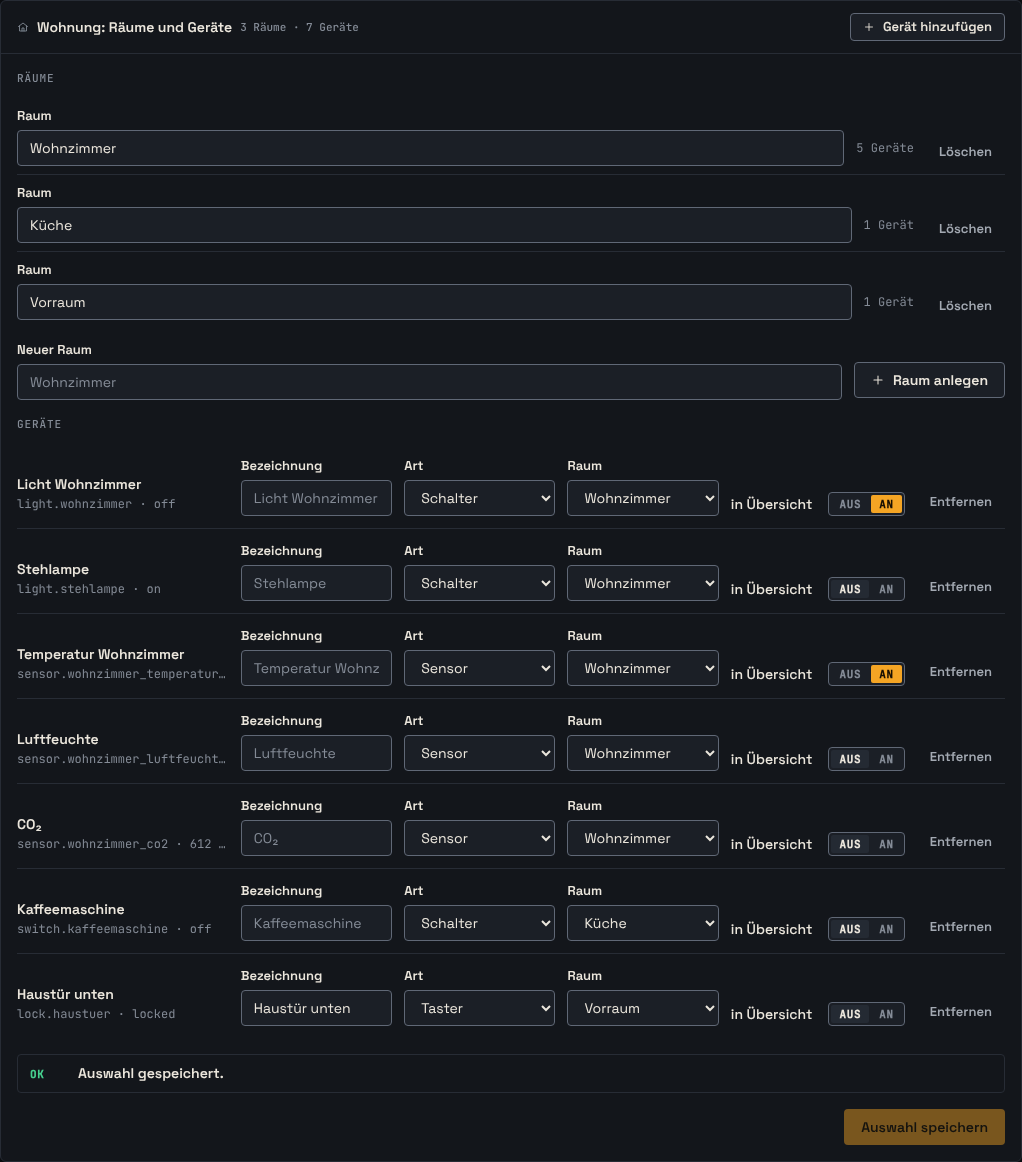 Wohnung: Räume und Geräte 3 Räume · 7 Geräte + Gerät hinzufügen
RÄUME
Raum
Wohnzimmer 5 Geräte Löschen
Raum
Küche 1 Gerät Löschen
Raum
Vorraum 1 Gerät Löschen
Neuer Raum
Wohnzimmer + Raum anlegen
GERÄTE
Bezeichnung Art Raum
Licht Wohnzimmer
light.wohnzimmer · off
Licht Wohnzimmer Schalter Wohnzimmer in Übersicht AUS AN Entfernen
Bezeichnung Art Raum
Stehlampe
light.stehlampe · on
Stehlampe Schalter Wohnzimmer in Übersicht AUS AN Entfernen
Bezeichnung Art Raum
Temperatur Wohnzimmer
sensor.wohnzimmer_temperatur…
Temperatur Wohnz Sensor Wohnzimmer in Übersicht AUS AN Entfernen
Bezeichnung Art Raum
Luftfeuchte
sensor.wohnzimmer_luftfeucht…
Luftfeuchte Sensor Wohnzimmer in Übersicht AUS AN Entfernen
Bezeichnung Art Raum
CO₂
sensor.wohnzimmer_co2 · 612 …
CO₂ Sensor Wohnzimmer in Übersicht AUS AN Entfernen
Bezeichnung Art Raum
Kaffeemaschine
switch.kaffeemaschine · off
Kaffeemaschine Schalter Küche in Übersicht AUS AN Entfernen
Bezeichnung Art Raum
Haustür unten
lock.haustuer · locked
Haustür unten Taster Vorraum in Übersicht AUS AN Entfernen
OK Auswahl gespeichert.
Auswahl speichern